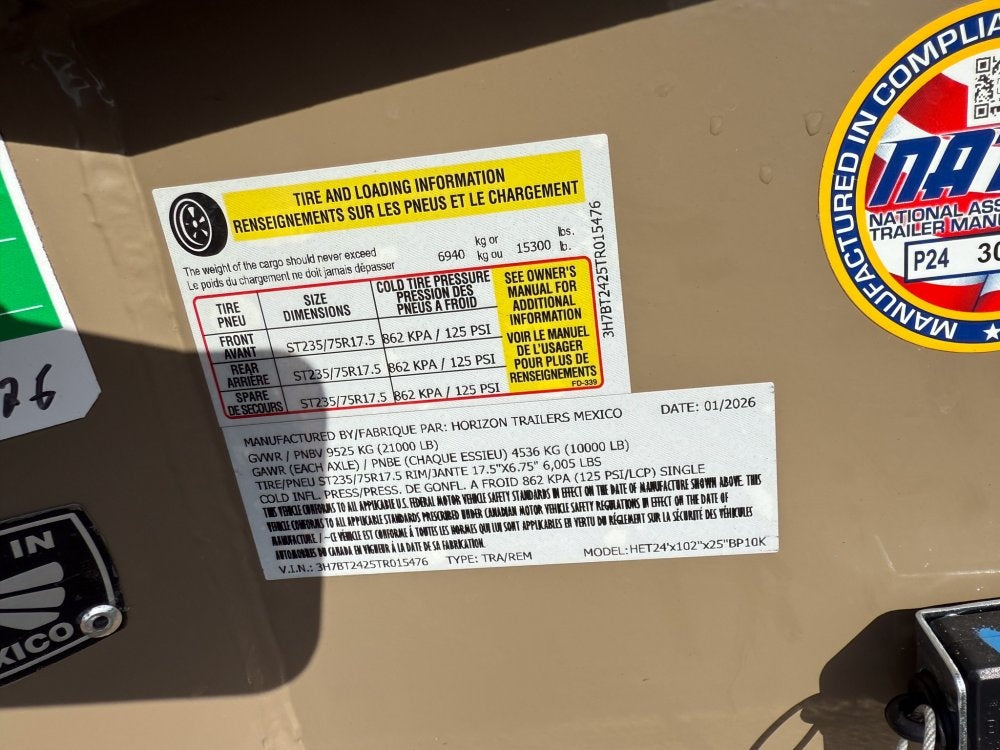 TIRE AND LOADING INFORMATION
RENSEIGNEMENTS SUR LES PNEUS ET LE CHARGEMENT
The weight of the cargo should never exceed
Le poids du chargement ne doit jamais dépasser
6940 kg or kg ou 15300 lbs. lb.
TIRE PNEU
SIZE DIMENSIONS
COLD TIRE PRESSURE
PRESSION DES
PNEUS A FROID
FRONT AVANT ST235/75R17.5 862 KPA / 125 PSI
REAR ARRIÈRE ST235/75R17.5 862 KPA / 125 PSI
SPARE DE SECOURS ST235/75R17.5 862 KPA / 125 PSI
SEE OWNER'S
MANUAL FOR
ADDITIONAL
INFORMATION
VOIR LE MANUEL
DE L'USAGER
POUR PLUS DE
RENSEIGNEMENTS
FD-339
3H7BT2425TR015476
MANUFACTURED BY/FABRIQUE PAR: HORIZON TRAILERS MEXICO DATE: 01/2026
GVWR / PNBV 9525 KG (21000 LB)
GAWR (EACH AXLE) / PNBE (CHAQUE ESSIEU) 4536 KG (10000 LB)
TIRE/PNEU ST235/75R17.5 RIM/JANTE 17.5"X6.75" 6,005 LBS
COLD INFL. PRESS/PRESS. DE GONFL. A FROID 862 KPA (125 PSI/LCP) SINGLE
THIS VEHICLE CONFORMS TO ALL APPLICABLE U.S. FEDERAL MOTOR VEHICLE SAFETY STANDARDS IN EFFECT ON THE DATE OF MANUFACTURE SHOWN ABOVE. THIS
VEHICLE CONFORMS TO ALL APPLICABLE STANDARDS PRESCRIBED UNDER CANADIAN MOTOR VEHICLE SAFETY REGULATIONS IN EFFECT ON THE DATE OF
MANUFACTURE. / ~CE VEHICLE EST CONFORME À TOUTES LES NORMES QUI LUI SONT APPLICABLES EN VERTU DU RÉGLEMENT SUR LA SÉCURITÉ DES VÉHICULES
AUTOMOBILES DU CANADA EN VIGUEUR À LA DATE DE SA FABRICATION.
V.I.N.: 3H7BT2425TR015476 TYPE: TRA/REM MODEL:HET24'x102"x25"BP10K
MANUFACTURED IN
NATIONAL
TRAILER
P24 30
IN